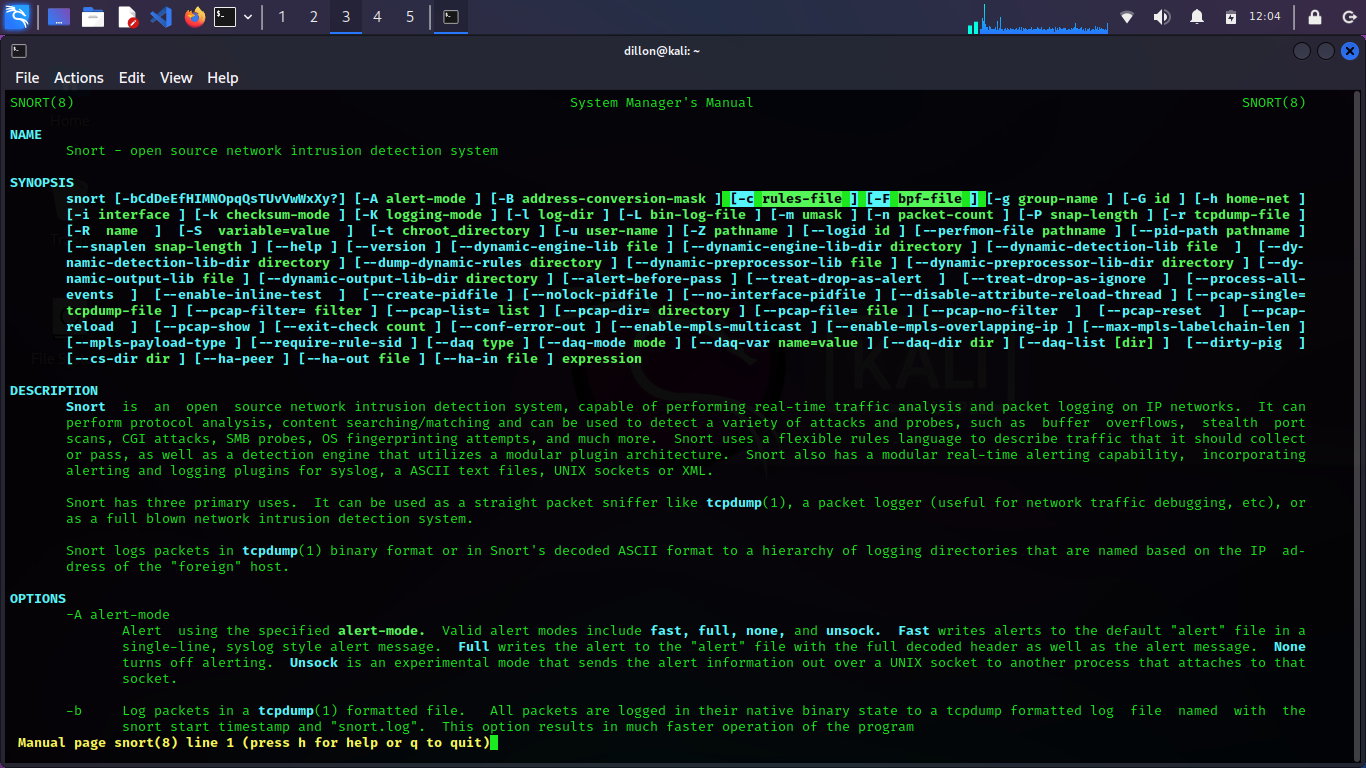 1 2 3 4 5 12:04
dillon@kali: ~
File Actions Edit View Help
SNORT(8) System Manager's Manual SNORT(8)
NAME
Snort - open source network intrusion detection system
SYNOPSIS
snort [-bCdDeEfHIMNOpqQsTUvVwWxXy?] [-A alert-mode ] [-B address-conversion-mask ] [-c rules-file ] [-F bpf-file ] [-g group-name ] [-G id ] [-h home-net ]
[-i interface ] [-k checksum-mode ] [-K logging-mode ] [-l log-dir ] [-L bin-log-file ] [-m umask ] [-n packet-count ] [-P snap-length ] [-r tcpdump-file ]
[-R name ] [-S variable=value ] [-t chroot_directory ] [-u user-name ] [-Z pathname ] [--logid id ] [--perfmon-file pathname ] [--pid-path pathname ]
[--snaplen snap-length ] [--help ] [--version ] [--dynamic-engine-lib file ] [--dynamic-engine-lib-dir directory ] [--dynamic-detection-lib file ] [--dy-
namic-detection-lib-dir directory ] [--dump-dynamic-rules directory ] [--dynamic-preprocessor-lib file ] [--dynamic-preprocessor-lib-dir directory ] [--dy-
namic-output-lib file ] [--dynamic-output-lib-dir directory ] [--alert-before-pass ] [--treat-drop-as-alert ] [--treat-drop-as-ignore ] [--process-all-
events ] [--enable-inline-test ] [--create-pidfile ] [--nolock-pidfile ] [--no-interface-pidfile ] [--disable-attribute-reload-thread ] [--pcap-single=
tcpdump-file ] [--pcap-filter= filter ] [--pcap-list= list ] [--pcap-dir= directory ] [--pcap-file= file ] [--pcap-no-filter ] [--pcap-reset ] [--pcap-
reload ] [--pcap-show ] [--exit-check count ] [--conf-error-out ] [--enable-mpls-multicast ] [--enable-mpls-overlapping-ip ] [--max-mpls-labelchain-len ]
[--mpls-payload-type ] [--require-rule-sid ] [--daq type ] [--daq-mode mode ] [--daq-var name=value ] [--daq-dir dir ] [--daq-list [dir] ] [--dirty-pig ]
[--cs-dir dir ] [--ha-peer ] [--ha-out file ] [--ha-in file ] expression
DESCRIPTION
Snort is an open source network intrusion detection system, capable of performing real-time traffic analysis and packet logging on IP networks. It can
perform protocol analysis, content searching/matching and can be used to detect a variety of attacks and probes, such as buffer overflows, stealth port
scans, CGI attacks, SMB probes, OS fingerprinting attempts, and much more. Snort uses a flexible rules language to describe traffic that it should collect
or pass, as well as a detection engine that utilizes a modular plugin architecture. Snort also has a modular real-time alerting capability, incorporating
alerting and logging plugins for syslog, a ASCII text files, UNIX sockets or XML.
Snort has three primary uses. It can be used as a straight packet sniffer like tcpdump(1), a packet logger (useful for network traffic debugging, etc), or
as a full blown network intrusion detection system.
Snort logs packets in tcpdump(1) binary format or in Snort's decoded ASCII format to a hierarchy of logging directories that are named based on the IP ad-
dress of the "foreign" host.
OPTIONS
-A alert-mode
Alert using the specified alert-mode. Valid alert modes include fast, full, none, and unsock. Fast writes alerts to the default "alert" file in a
single-line, syslog style alert message. Full writes the alert to the "alert" file with the full decoded header as well as the alert message. None
turns off alerting. Unsock is an experimental mode that sends the alert information out over a UNIX socket to another process that attaches to that
socket.
-b Log packets in a tcpdump(1) formatted file. All packets are logged in their native binary state to a tcpdump formatted log file named with the
snort start timestamp and "snort.log". This option results in much faster operation of the program
Manual page snort(8) line 1 (press h for help or q to quit)